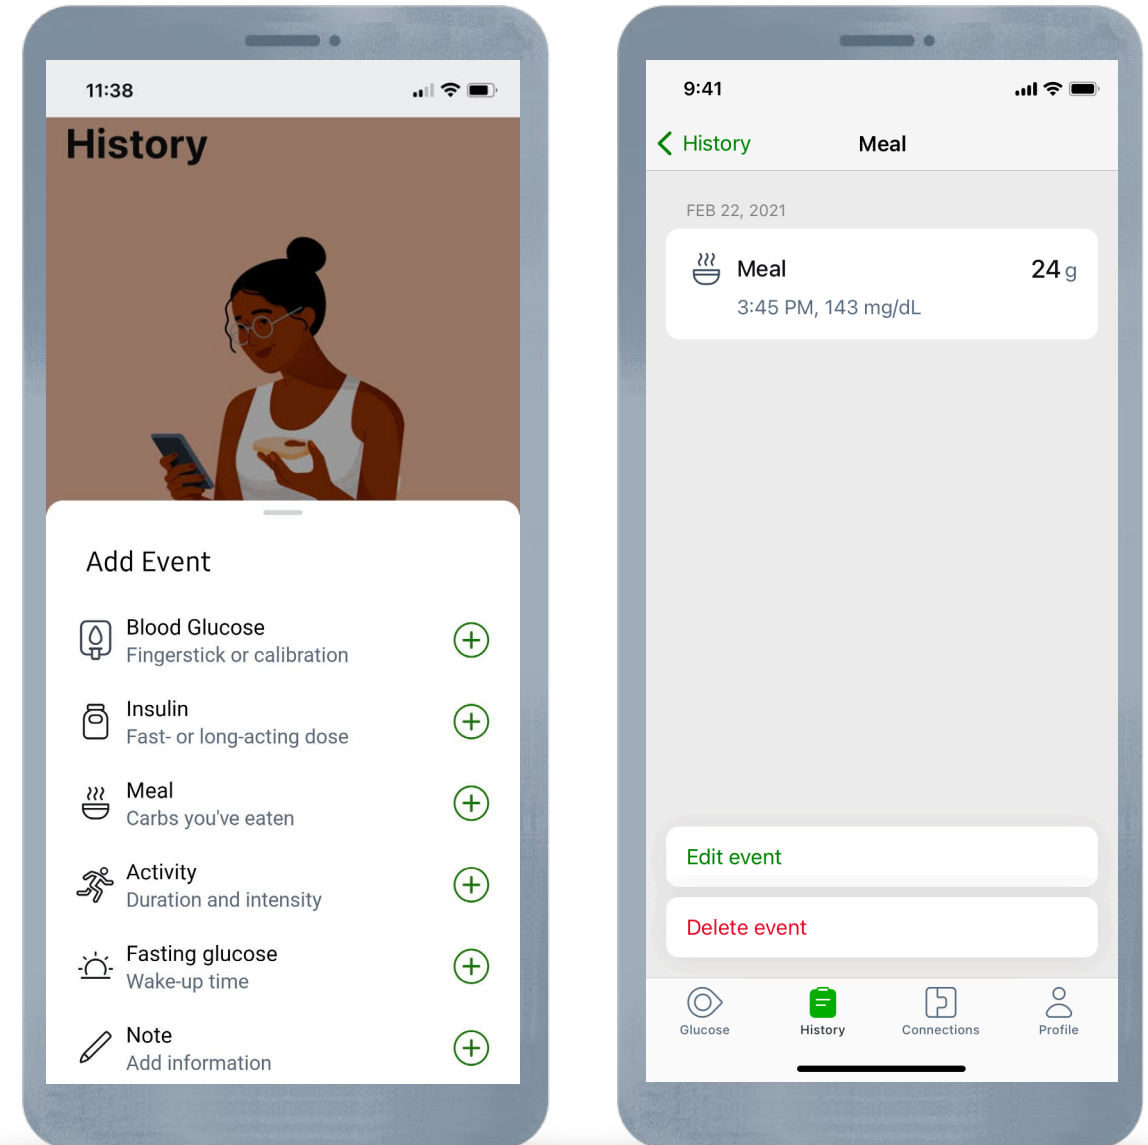 11:38
History
Add Event
Blood Glucose
Fingerstick or calibration
Insulin
Fast- or long-acting dose
Meal
Carbs you've eaten
Activity
Duration and intensity
Fasting glucose
Wake-up time
Note
Add information
9:41
History
Meal
FEB 22, 2021
Meal
24 g
3:45 PM, 143 mg/dL
Edit event
Delete event
Glucose
History
Connections
Profile